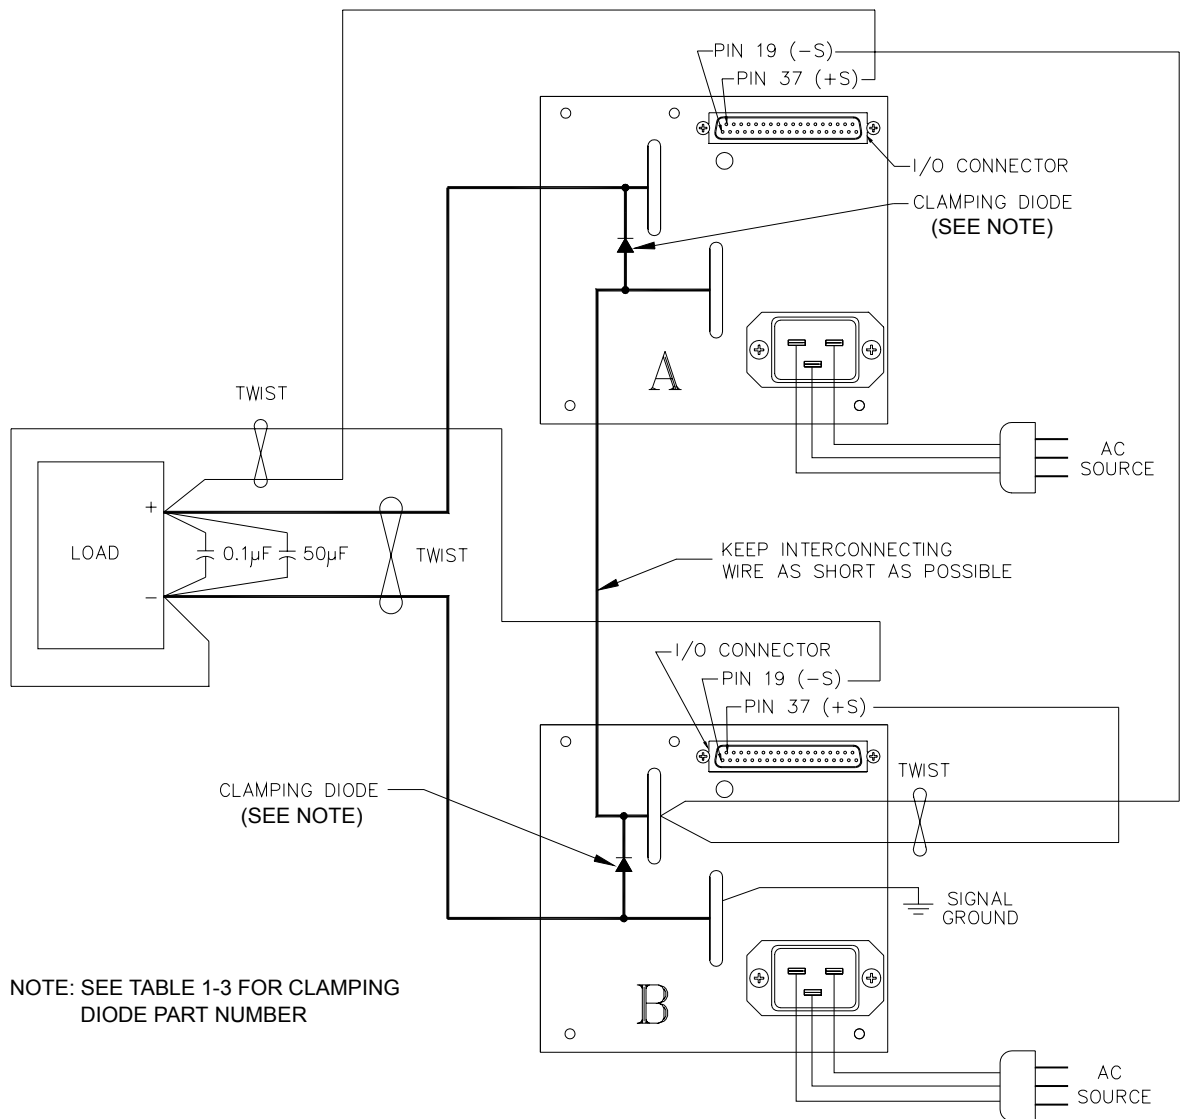 PIN 19 (−S)
PIN 37 (+S)
I/O CONNECTOR
CLAMPING DIODE
(SEE NOTE)
A
AC
SOURCE
TWIST
+
LOAD
0.1µF
50µF
TWIST
−
KEEP INTERCONNECTING
WIRE AS SHORT AS POSSIBLE
I/O CONNECTOR
PIN 19 (−S)
PIN 37 (+S)
TWIST
CLAMPING DIODE
(SEE NOTE)
SIGNAL
GROUND
B
NOTE: SEE TABLE 1-3 FOR CLAMPING
DIODE PART NUMBER
AC
SOURCE